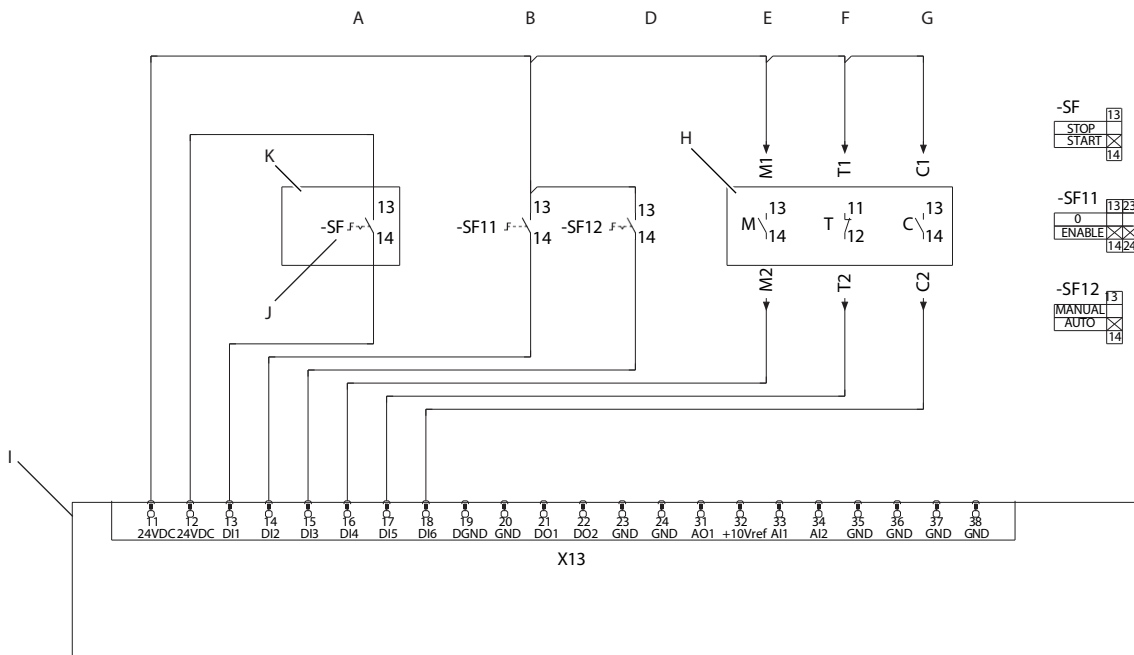 A B D E F G
-SF 13
STOP
START
14
H
K
M1 T1 C1
-SF11 13 23
0
ENABLE
14 24
13 13 13 13 11 13
-SF -SF11 -SF12 M T C
14 14 14 14 12 14
M2 T2 C2
-SF12 13
MANUAL
AUTO
14
J
I
11 12 13 14 15 16 17 18 19 20 21 22 23 24 31 32 33 34 35 36 37 38
24VDC 24VDC DI1 DI2 DI3 DI4 DI5 DI6 DGND GND DO1 DO2 GND GND AO1 +10Vref AI1 AI2 GND GND GND GND
X13